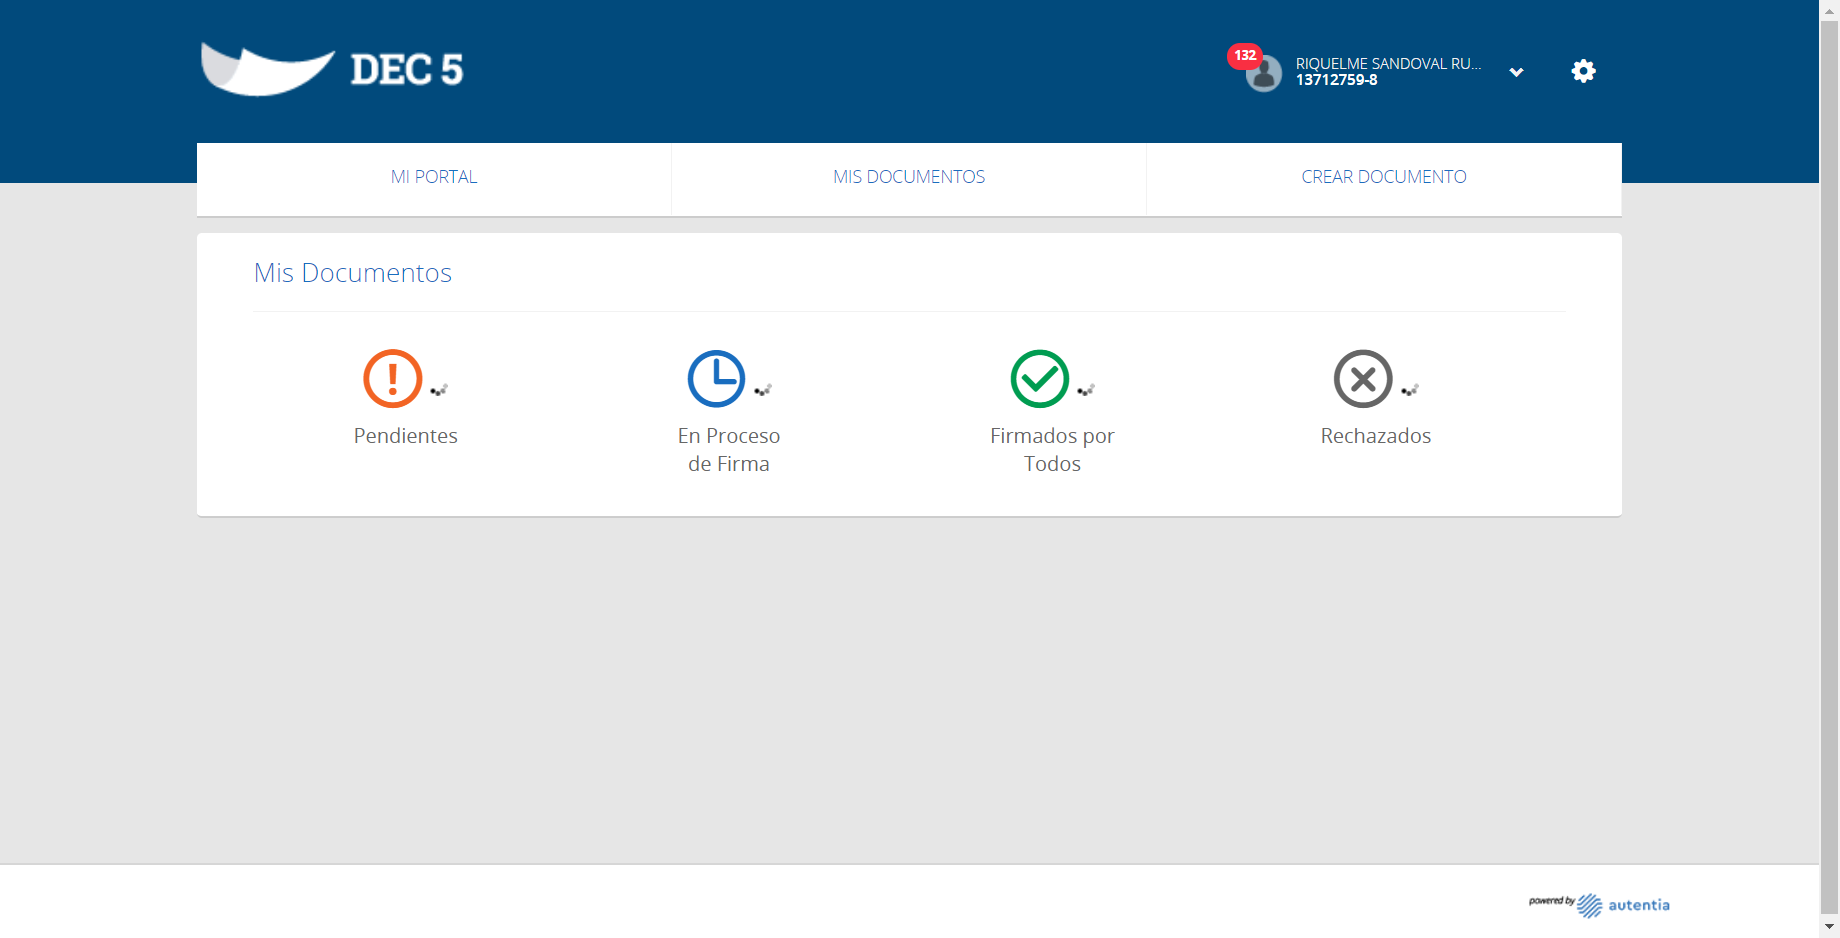 DEC 5
132
RIQUELME SANDOVAL RU...
13712759-8
MI PORTAL
MIS DOCUMENTOS
CREAR DOCUMENTO
Mis Documentos
Pendientes
En Proceso
de Firma
Firmados por
Todos
Rechazados
powered by
autentia